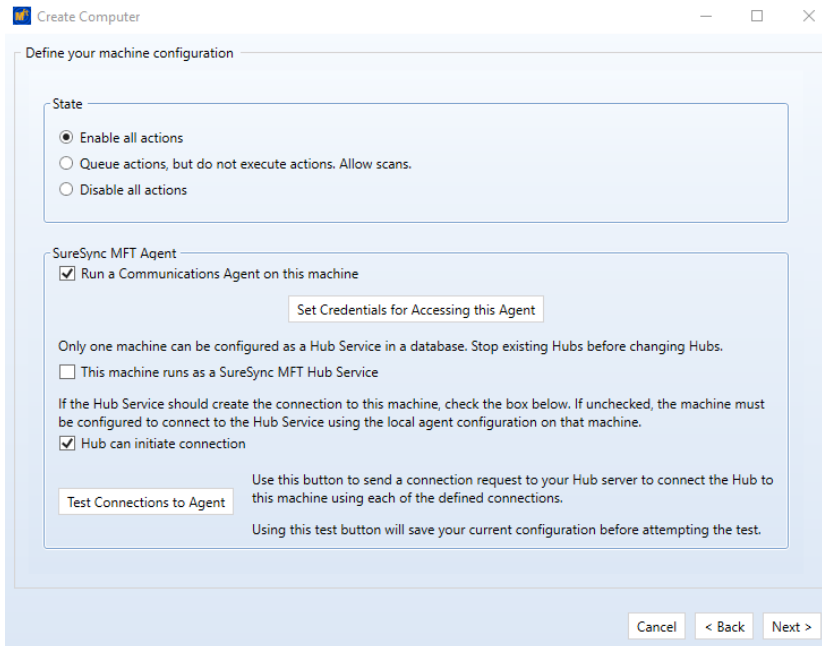 Create Computer
Define your machine configuration
State
Enable all actions
Queue actions, but do not execute actions. Allow scans.
Disable all actions
SureSync MFT Agent
Run a Communications Agent on this machine
Set Credentials for Accessing this Agent
Only one machine can be configured as a Hub Service in a database. Stop existing Hubs before changing Hubs.
This machine runs as a SureSync MFT Hub Service
If the Hub Service should create the connection to this machine, check the box below. If unchecked, the machine must
be configured to connect to the Hub Service using the local agent configuration on that machine.
Hub can initiate connection
Test Connections to Agent
Use this button to send a connection request to your Hub server to connect the Hub to
this machine using each of the defined connections.
Using this test button will save your current configuration before attempting the test.
Cancel
< Back
Next >